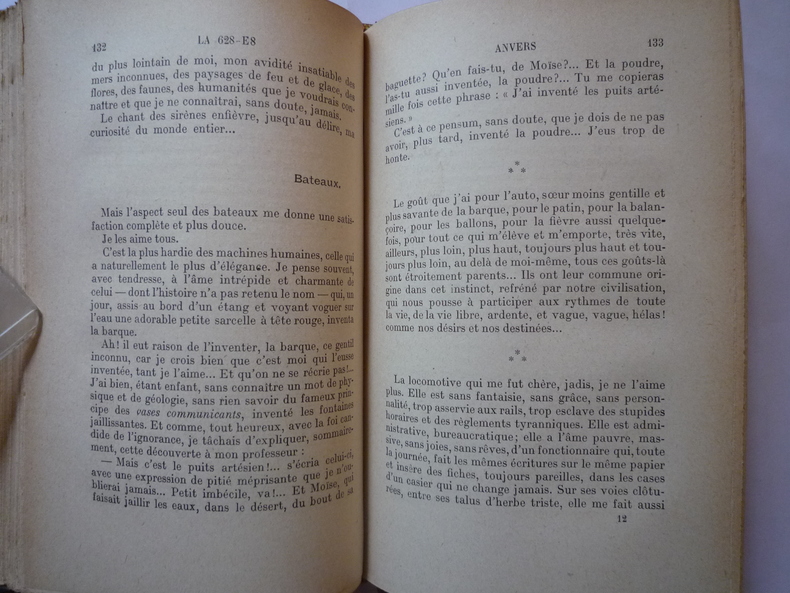 132
LA 628-E8
du plus lointain de moi, mon avidité insatiable des
mers inconnues, des paysages de feu et de glace, des
flores, des faunes, des humanités que je voudrais con-
naître et que je ne connaîtrai, sans doute, jamais.
Le chant des sirènes enfièvre, jusqu'au délire, ma
curiosité du monde entier...
Bateaux.
Mais l'aspect seul des bateaux me donne une satis-
faction complète et plus douce.
Je les aime tous.
C'est la plus hardie des machines humaines, celle qui
a naturellement le plus d'élégance. Je pense souvent,
avec tendresse, à l'âme intrépide et charmante de
celui — dont l'histoire n'a pas retenu le nom — qui, un
jour, assis au bord d'un étang et voyant voguer sur
l'eau une adorable petite sarcelle à tête rouge, inventa
la barque.
Ah! il eut raison de l'inventer, la barque, ce gentil
inconnu, car je crois bien que c'est moi qui l'eusse
inventée, tant je l'aime... Et qu'on ne se récrie pas!...
J'ai bien, étant enfant, sans connaître un mot de phy-
sique et de géologie, sans rien savoir du fameux prin-
cipe des vases communicants, inventé les fontaines
jaillissantes. Et comme, tout heureux, avec la foi can-
dide de l'ignorance, je tâchais d'expliquer, sommaire-
ment, cette découverte à mon professeur :
— Mais c'est le puits artésien!... s'écria celui-ci,
avec une expression de pitié méprisante que je n'ou-
blierai jamais... Petit imbécile, va!... Et Moïse, qui
faisait jaillir les eaux, dans le désert, du bout de sa
ANVERS
133
baguette? Qu'en fais-tu, de Moïse?... Et la poudre,
l'as-tu aussi inventée, la poudre?... Tu me copieras
mille fois cette phrase : « J'ai inventé les puits arté-
siens. »
C'est à ce pensum, sans doute, que je dois de ne pas
avoir, plus tard, inventé la poudre... J'eus trop de
honte.
*
* *
Le goût que j'ai pour l'auto, sœur moins gentille et
plus savante de la barque, pour le patin, pour la balan-
çoire, pour les ballons, pour la fièvre aussi quelque-
fois, pour tout ce qui m'élève et m'emporte, très vite,
ailleurs, plus loin, plus haut, toujours plus haut et tou-
jours plus loin, au delà de moi-même, tous ces goûts-là
sont étroitement parents... Ils ont leur commune ori-
gine dans cet instinct, refréné par notre civilisation,
qui nous pousse à participer aux rythmes de toute
la vie, de la vie libre, ardente, et vague, vague, hélas!
comme nos désirs et nos destinées...
*
* *
La locomotive qui me fut chère, jadis, je ne l'aime
plus. Elle est sans fantaisie, sans grâce, sans person-
nalité, trop asservie aux rails, trop esclave des stupides
horaires et des règlements tyranniques. Elle est admi-
nistrative, bureaucratique; elle a l'âme pauvre, mas-
sive, sans joies, sans rêves, d'un fonctionnaire qui, toute
la journée, fait les mêmes écritures sur le même papier
et insère des fiches, toujours pareilles, dans les cases
d'un casier qui ne change jamais. Sur ses voies clôtu-
rées, entre ses talus d'herbe triste, elle me fait aussi
12